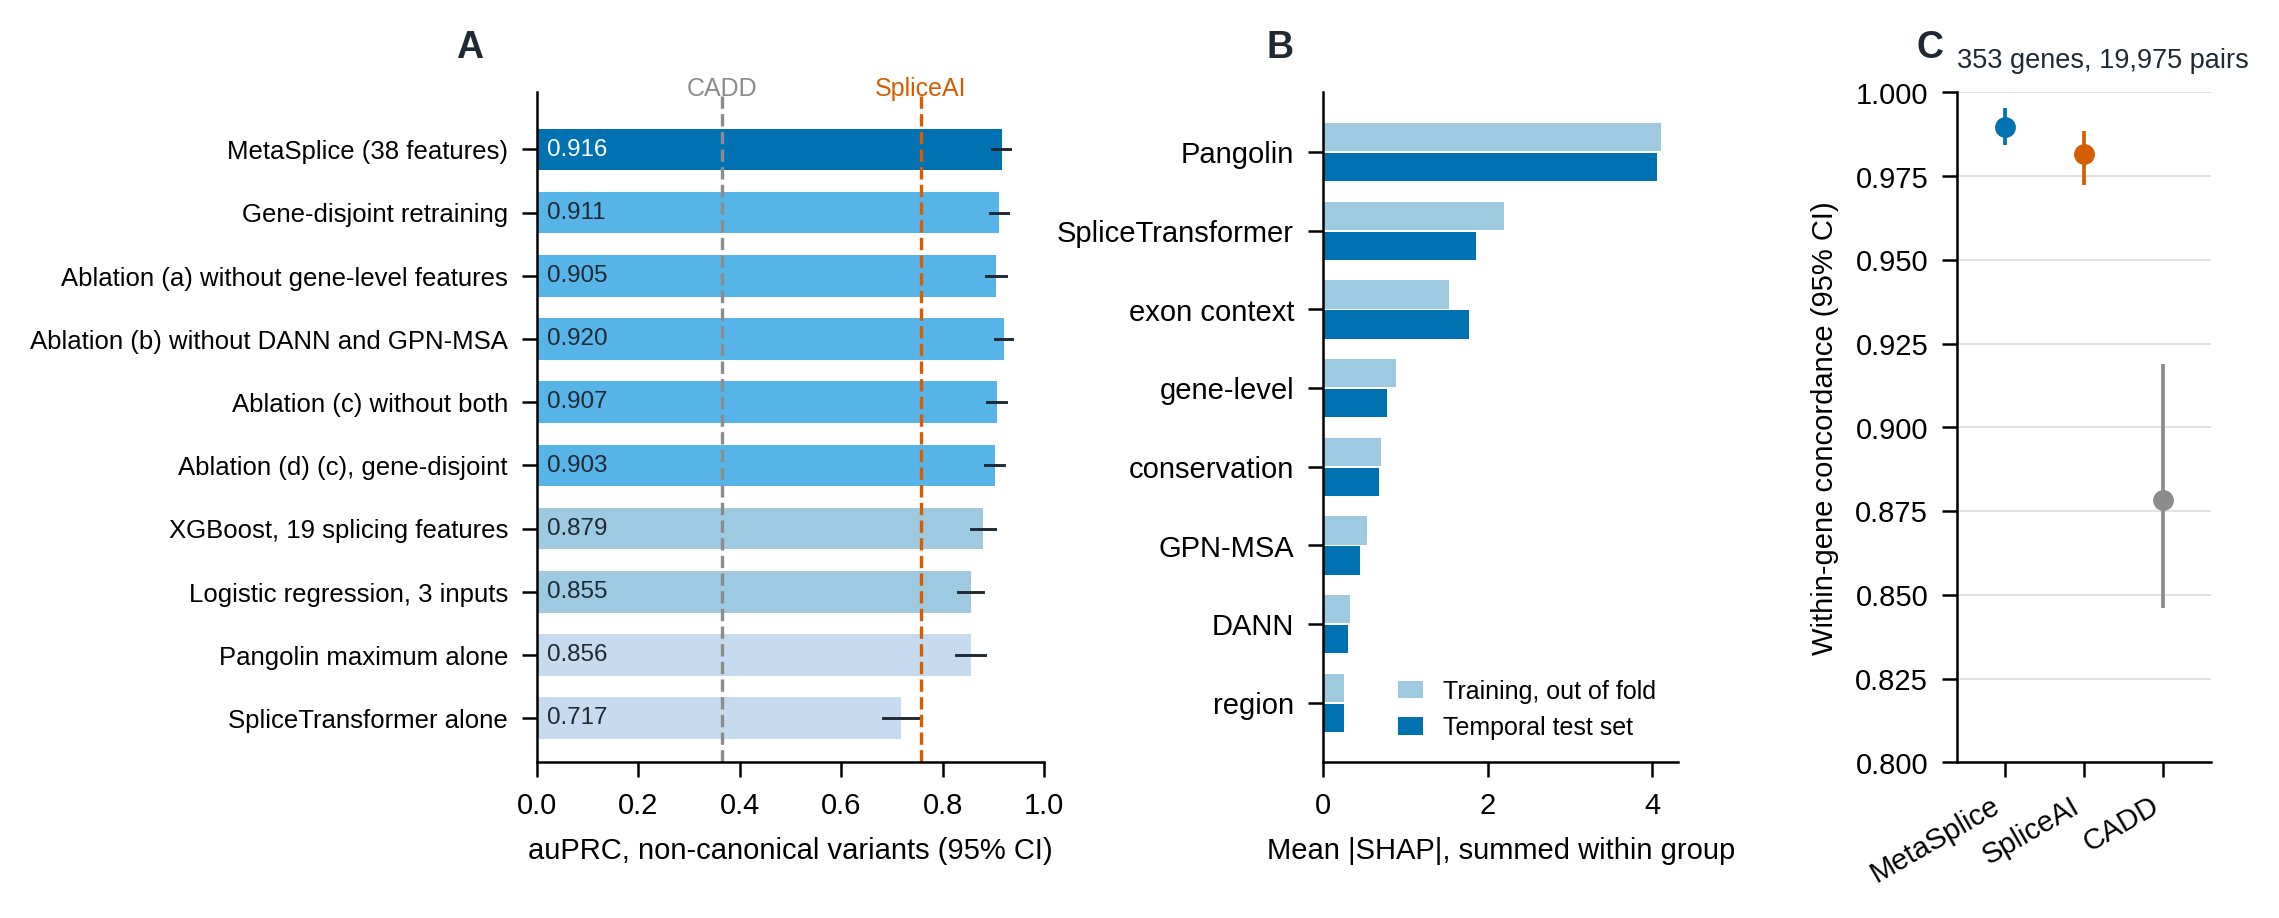 A
CADD
SpliceAI
MetaSplice (38 features)
0.916
Gene-disjoint retraining
0.911
Ablation (a) without gene-level features
0.905
Ablation (b) without DANN and GPN-MSA
0.920
Ablation (c) without both
0.907
Ablation (d) (c), gene-disjoint
0.903
XGBoost, 19 splicing features
0.879
Logistic regression, 3 inputs
0.855
Pangolin maximum alone
0.856
SpliceTransformer alone
0.717
0.0 0.2 0.4 0.6 0.8 1.0
auPRC, non-canonical variants (95% CI)
B
Pangolin
SpliceTransformer
exon context
gene-level
conservation
GPN-MSA
DANN
region
Training, out of fold
Temporal test set
0 2 4
Mean |SHAP|, summed within group
C
353 genes, 19,975 pairs
Within-gene concordance (95% CI)
1.000
0.975
0.950
0.925
0.900
0.875
0.850
0.825
0.800
MetaSplice
SpliceAI
CADD